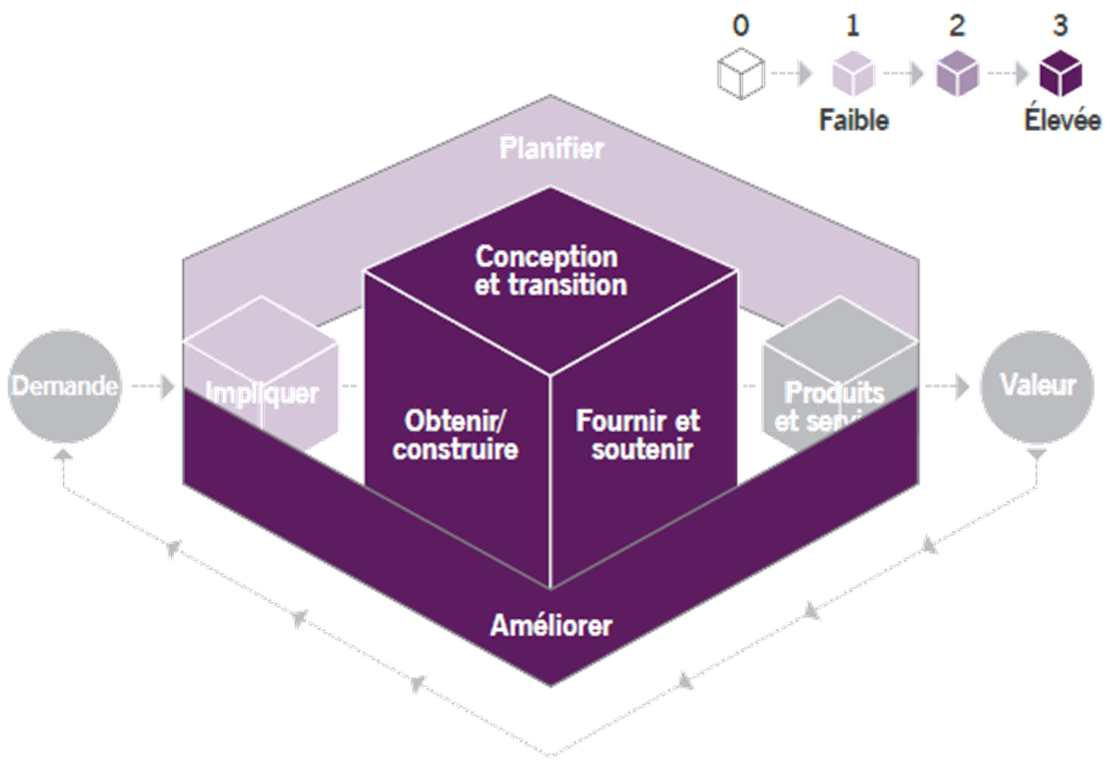 0 1 2 3
Faible Élevée
Planifier
Conception
et transition
Demande
Impliquer
Obtenir/
construire
Fournir et
soutenir
Produits
et
Valeur
Améliorer